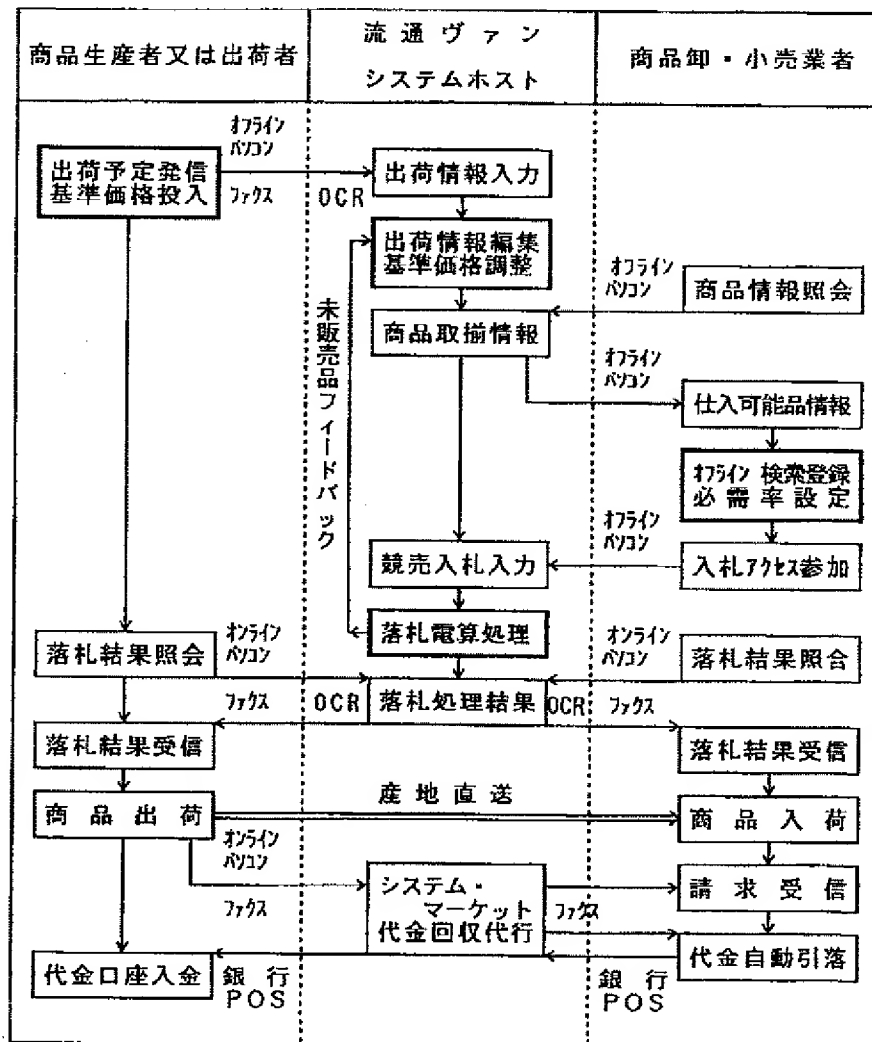 商品生産者又は出荷者
流通ヴァン
システムホスト
商品卸・小売業者
オフライン
パソコン
出荷予定発信
基準価格投入
ファクス
OCR
出荷情報入力
出荷情報編集
基準価格調整
オフライン
パソコン
商品情報照会
商品取揃情報
未販売品フィードバック
オフライン
パソコン
仕入可能品情報
オフライン 検索登録
必需率設定
オフライン
パソコン
競売入札入力
入札アクセス参加
落札電算処理
落札結果照会
オンライン
パソコン
オンライン
パソコン
落札結果照合
ファクス
OCR
落札処理結果
OCR
ファクス
落札結果受信
落札結果受信
商品出荷
産地直送
商品入荷
オンライン
パソコン
ファクス
システム・
マーケット
代金回収代行
ファクス
請求受信
代金自動引落
代金口座入金
銀行
POS
銀行
POS